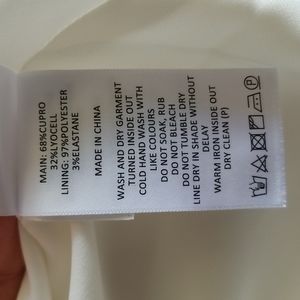 MAIN: 68%CUPRO
32%LYOCELL
LINING: 97%POLYESTER
3%ELASTANE
MADE IN CHINA
WASH AND DRY GARMENT
TURNED INSIDE OUT
COLD HAND WASH WITH
LIKE COLOURS
DO NOT SOAK, RUB
DO NOT BLEACH
DO NOT TUMBLE DRY
LINE DRY IN SHADE WITHOUT
DELAY
WARM IRON INSIDE OUT
DRY CLEAN (P)